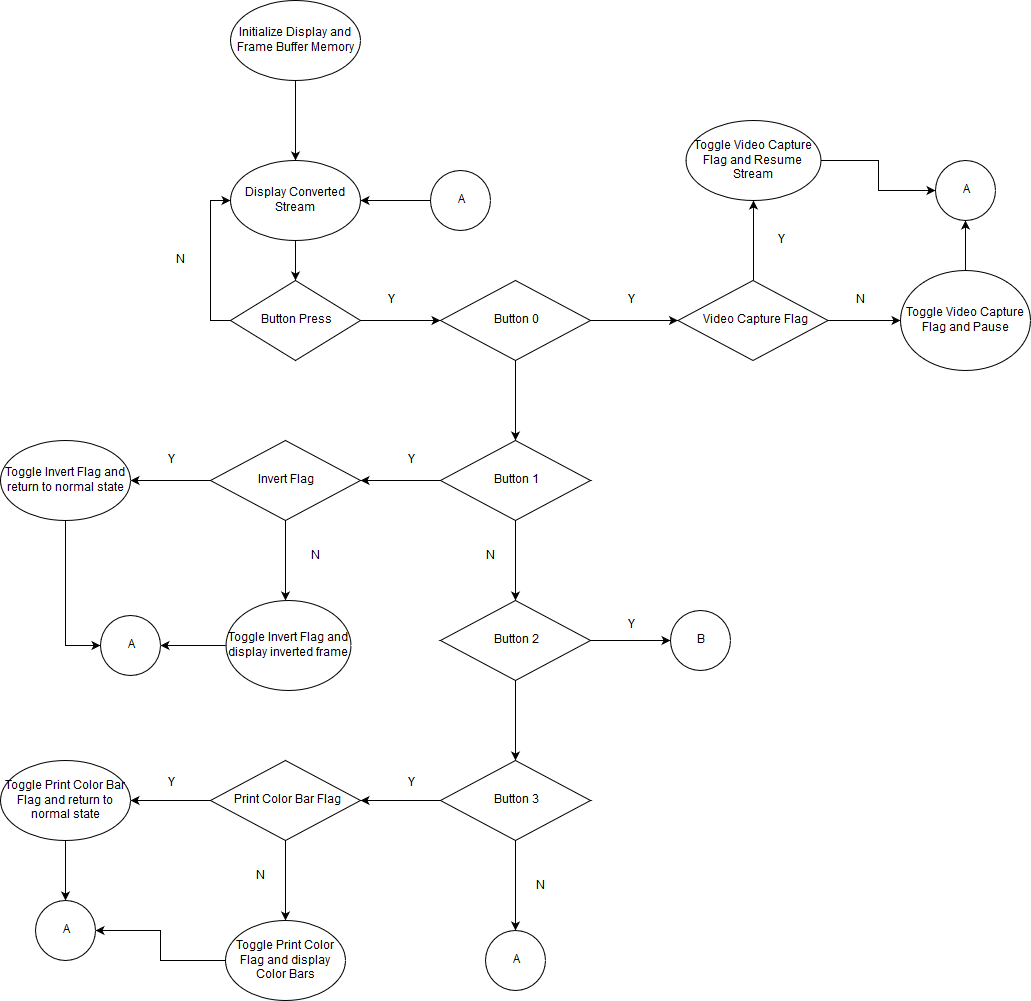 Initialize Display and
Frame Buffer Memory
Toggle Video Capture
Flag and Resume
Stream
A
Display Converted
Stream
A
N
Y
Button Press
Y
Button 0
Y
Video Capture Flag
N
Toggle Video Capture
Flag and Pause
Toggle Invert Flag and
return to normal state
Y
Invert Flag
Y
Button 1
N
N
A
Toggle Invert Flag and
display inverted frame
Button 2
Y
B
Toggle Print Color Bar
Flag and return to
normal state
Y
Print Color Bar Flag
Y
Button 3
N
N
A
Toggle Print Color
Flag and display
Color Bars
A